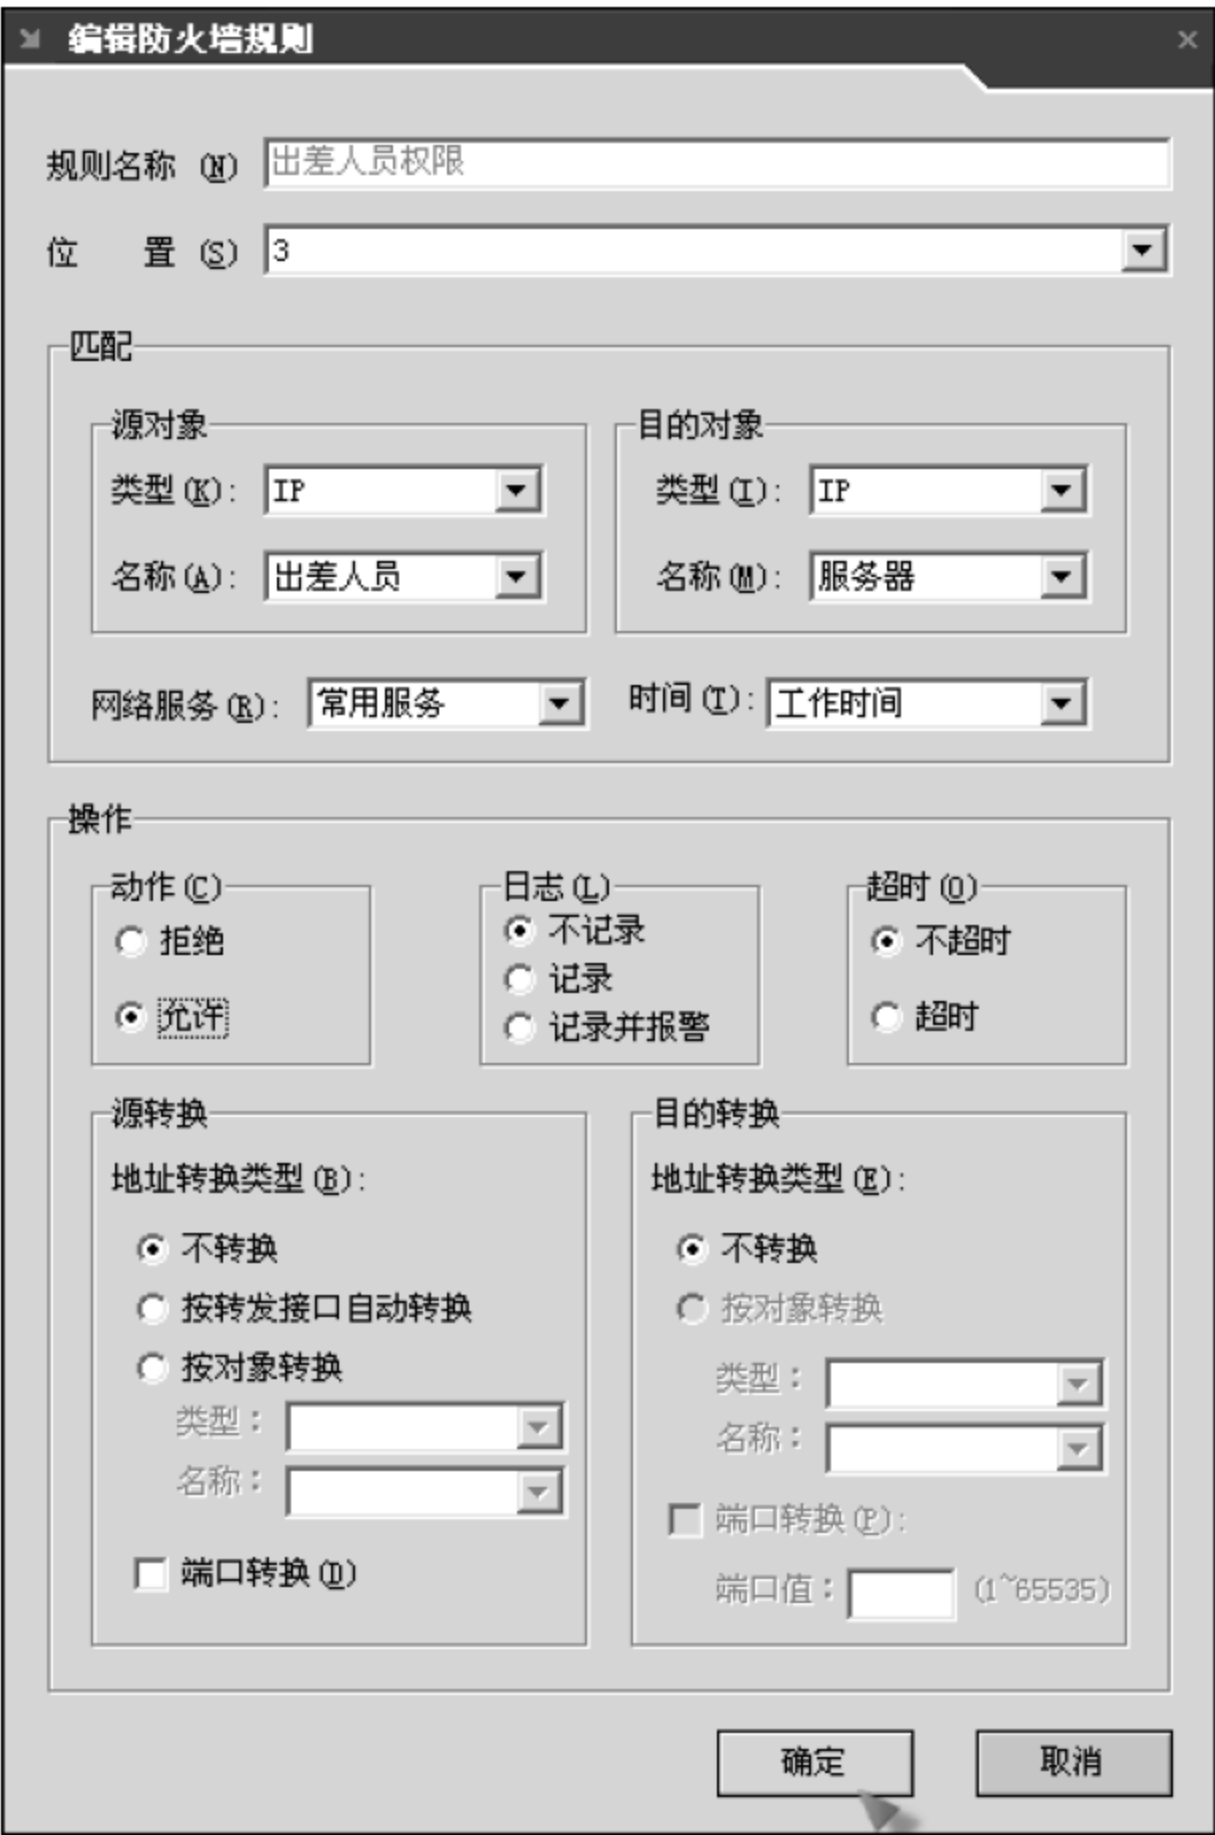 编辑防火墙规则
规则名称 (N) 出差人员权限
位 置 (S) 3
匹配
源对象 目的对象
类型(K): IP 类型(I): IP
名称(A): 出差人员 名称(M): 服务器
网络服务(R): 常用服务 时间(T): 工作时间
操作
动作(C) 日志(L) 超时(O)
拒绝 不记录 不超时
允许 记录 超时
记录并报警
源转换 目的转换
地址转换类型(B): 地址转换类型(E):
不转换 不转换
按转发接口自动转换 按对象转换
按对象转换 类型:
类型: 名称:
名称: 端口转换(P):
端口转换(D) 端口值: (1~65535)
确定 取消